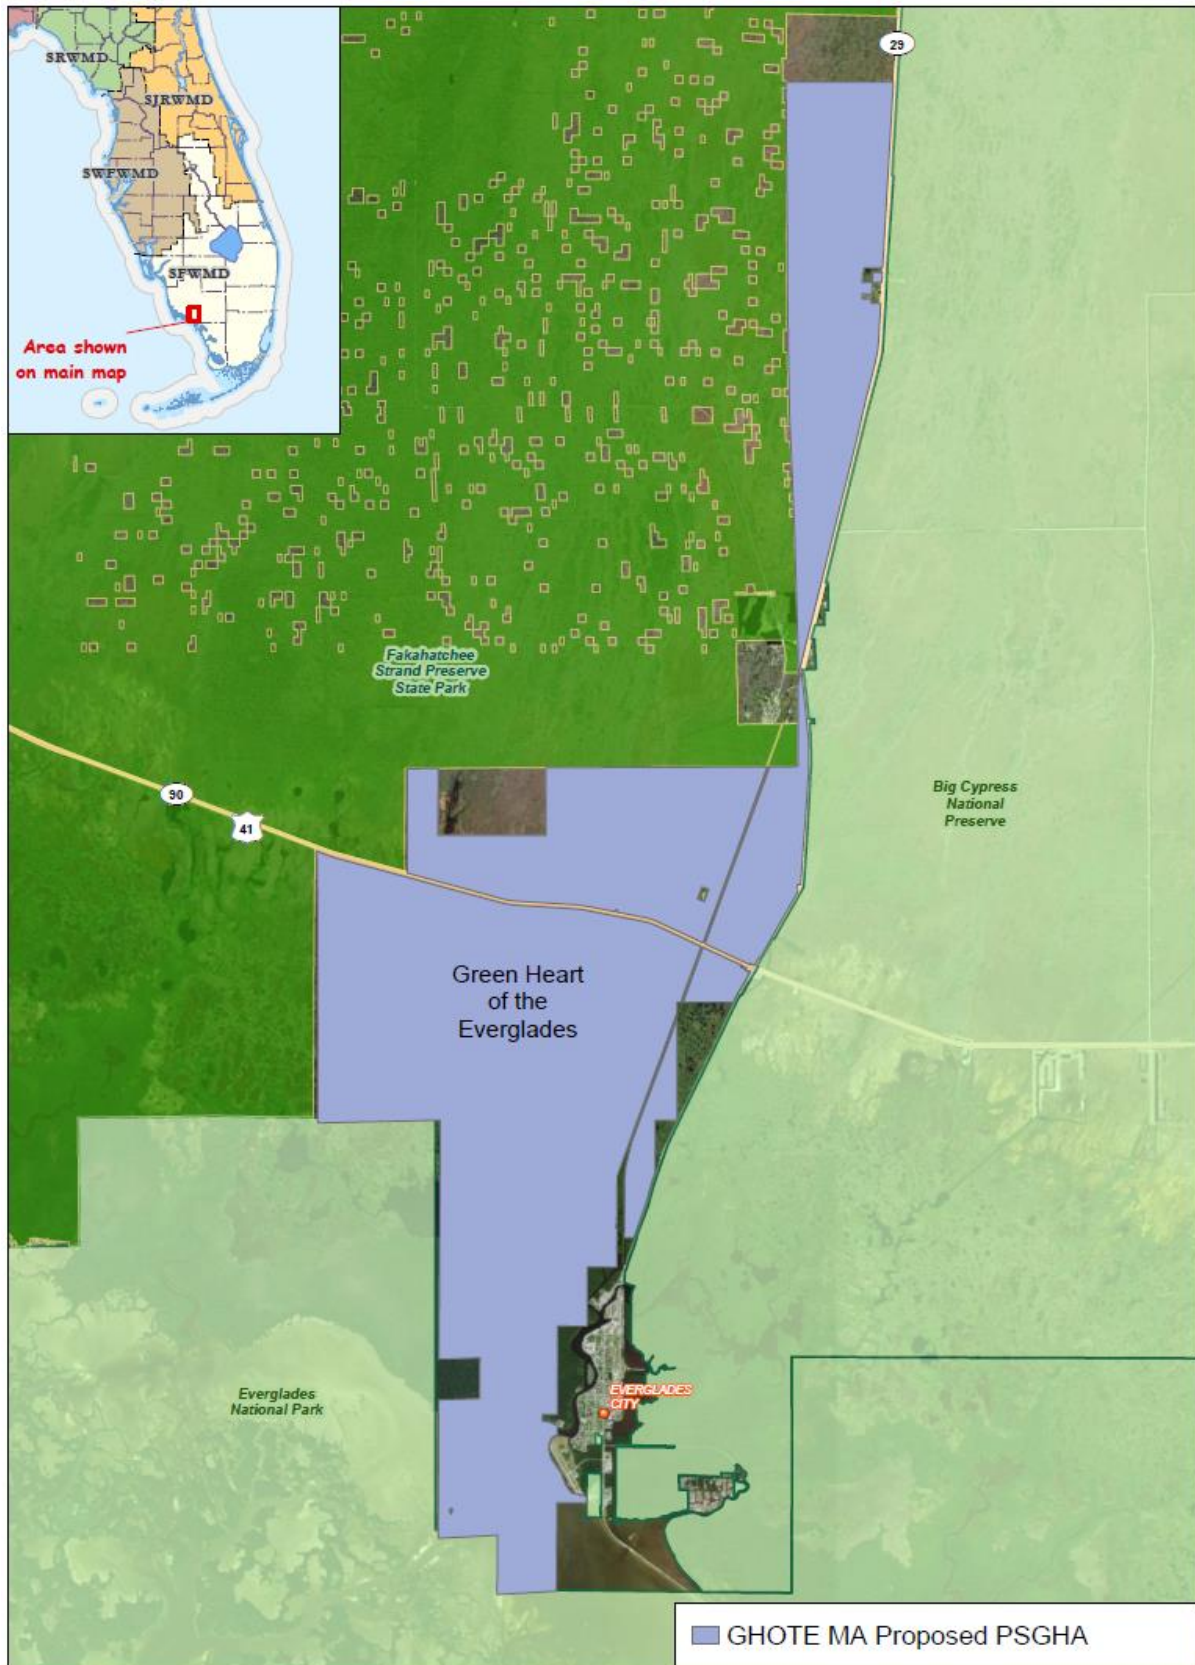 SRWMD
SJRWMD
SWFWMD
SFWMD
Area shown
on main map
29
Fakahatchee
Strand Preserve
State Park
90
41
Big Cypress
National
Preserve
Green Heart
of the
Everglades
Everglades
National Park
EVERGLADES
CITY
GHOTE MA Proposed PSGHA